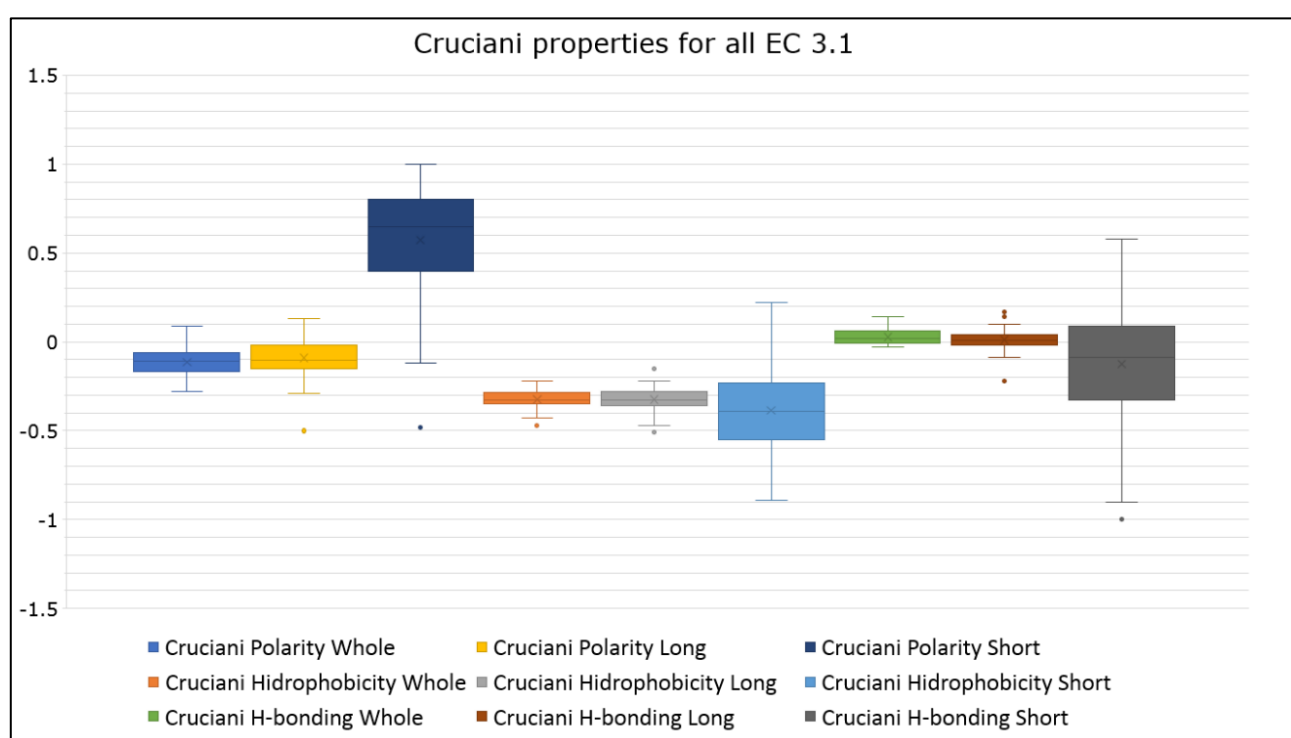 Cruciani properties for all EC 3.1
1.5
1
0.5
0
-0.5
-1
-1.5
Cruciani Polarity Whole Cruciani Polarity Long Cruciani Polarity Short
Cruciani Hidrophobicity Whole Cruciani Hidrophobicity Long Cruciani Hidrophobicity Short
Cruciani H-bonding Whole Cruciani H-bonding Long Cruciani H-bonding Short